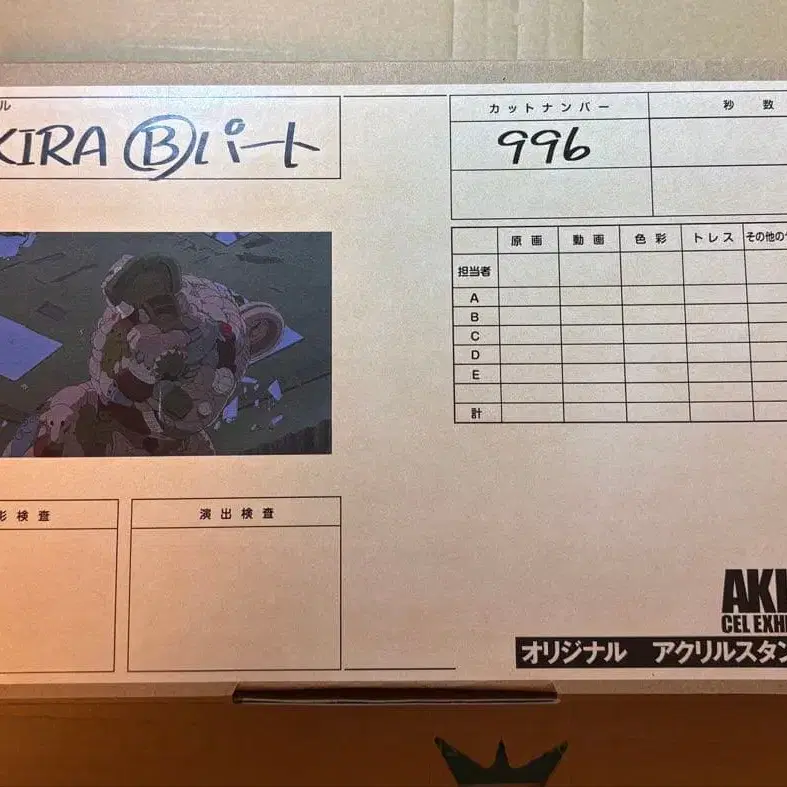 ル
KIRA Ⓑパート
カットナンバー 秒数
996
原画 動画 色彩 トレス その他の
担当者
A
B
C
D
E
計
彩検査 演出検査
AKI
CEL EXH
オリジナル アクリルスタン